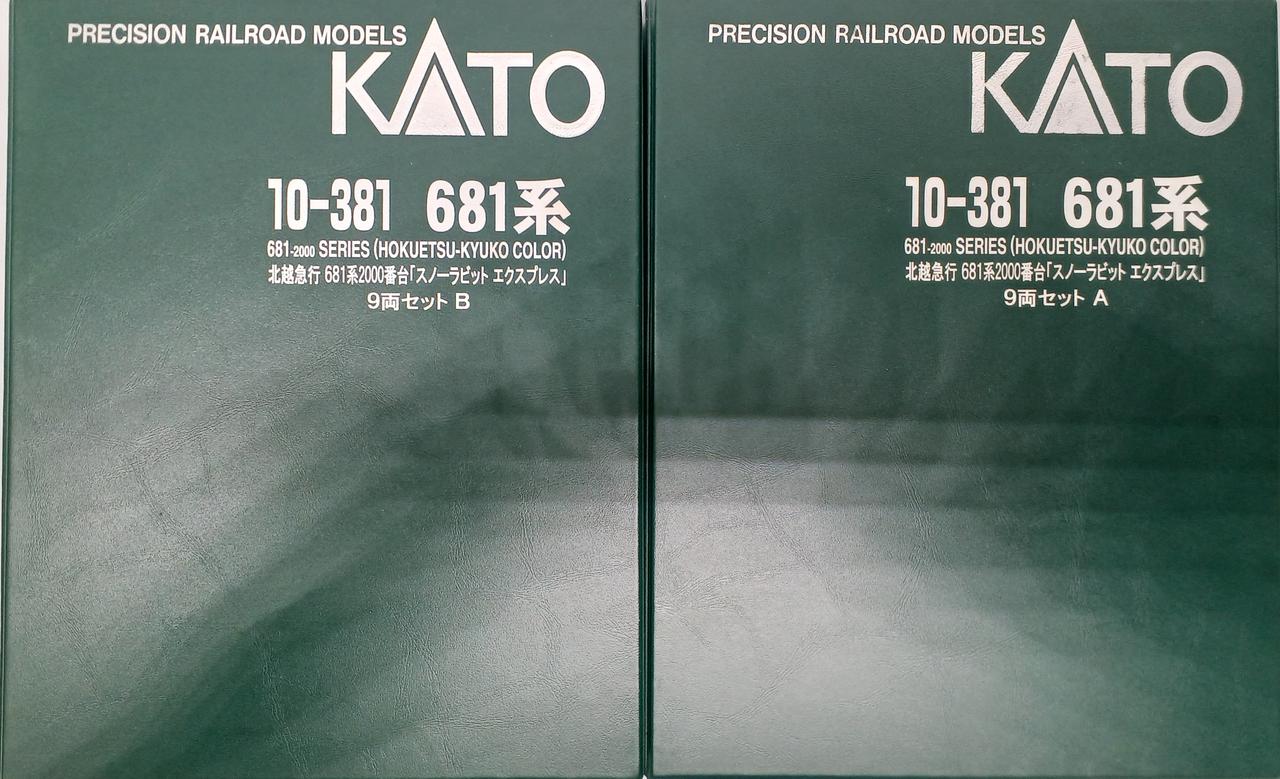 PRECISION RAILROAD MODELS
KATO
10-381 681系
681-2000 SERIES (HOKUETSU-KYUKO COLOR)
北越急行 681系2000番台「スノーラビット エクスプレス」
9両セット B
PRECISION RAILROAD MODELS
KATO
10-381 681系
681-2000 SERIES (HOKUETSU-KYUKO COLOR)
北越急行 681系2000番台「スノーラビット エクスプレス」
9両セット A